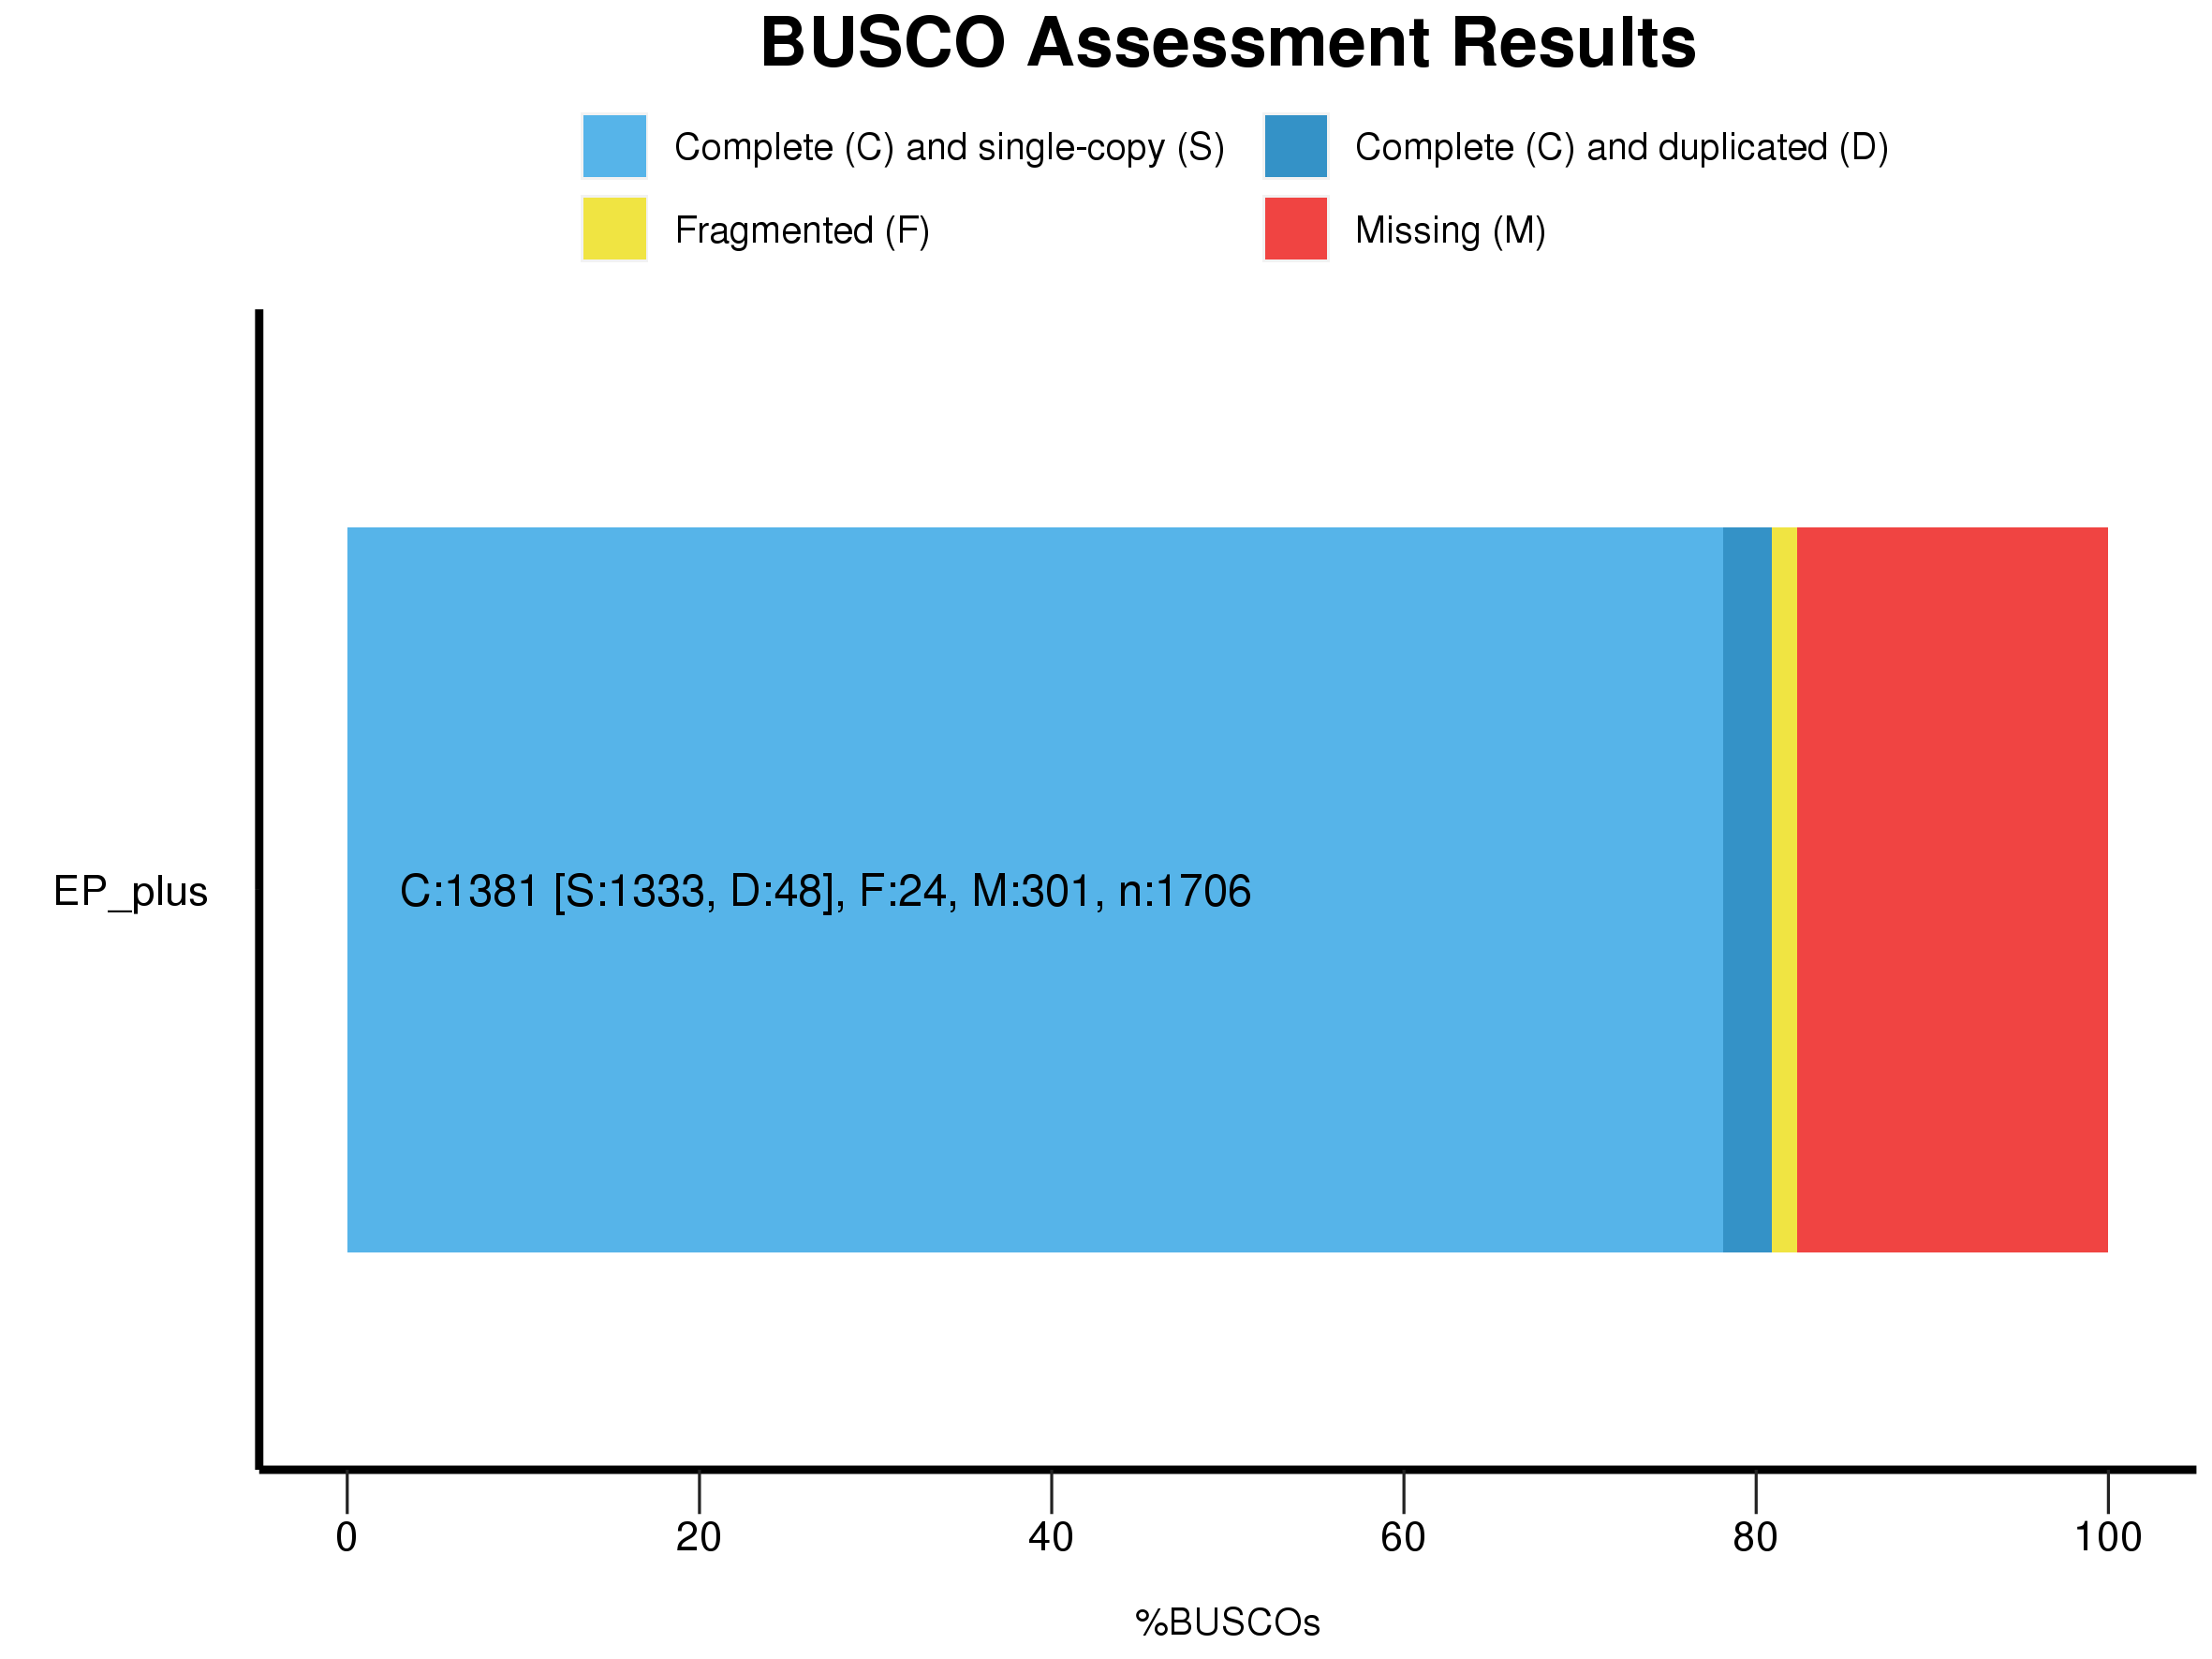 BUSCO Assessment Results
Complete (C) and single-copy (S)
Complete (C) and duplicated (D)
Fragmented (F)
Missing (M)
EP_plus
C:1381 [S:1333, D:48], F:24, M:301, n:1706
0 20 40 60 80 100
%BUSCOs